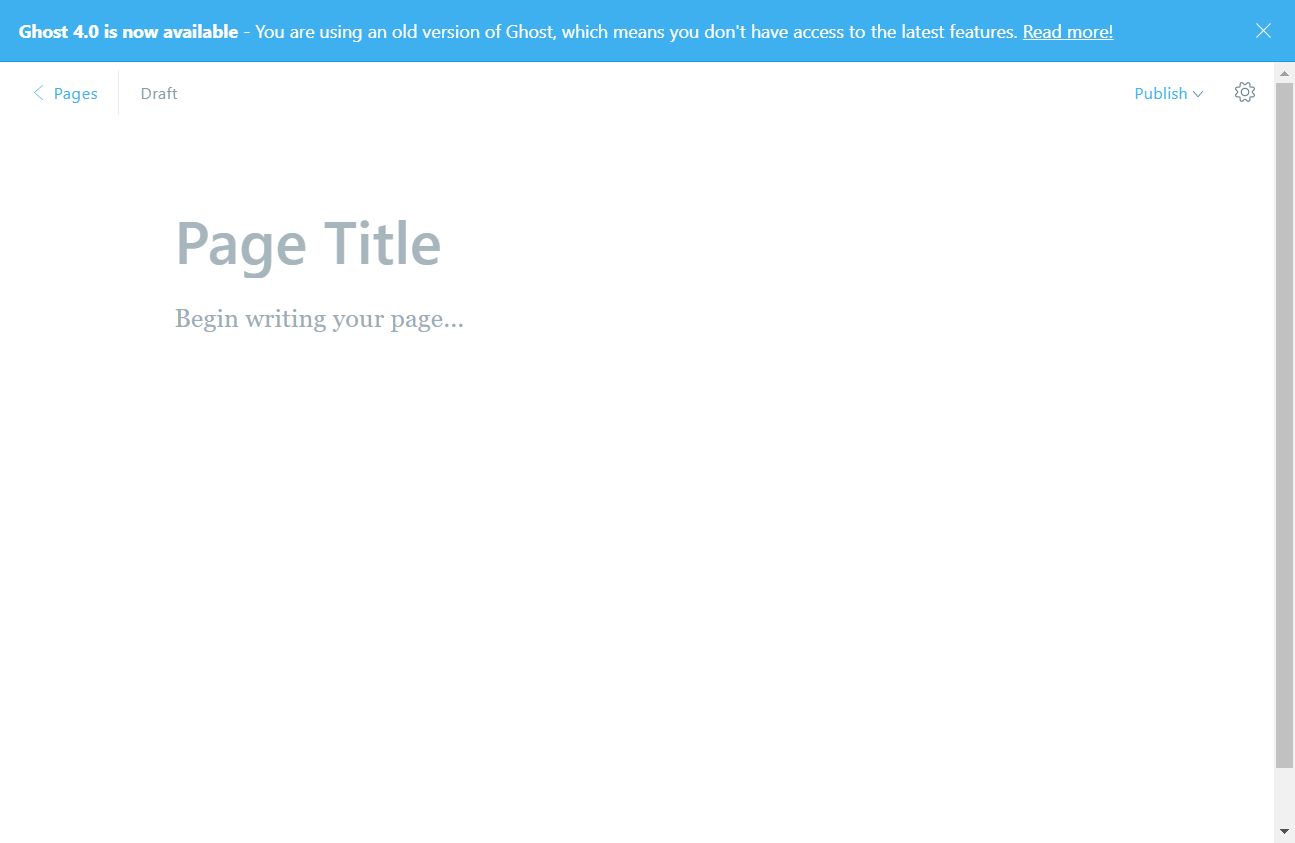 Ghost 4.0 is now available - You are using an old version of Ghost, which means you don't have access to the latest features. Read more!
Pages Draft Publish
Page Title
Begin writing your page...